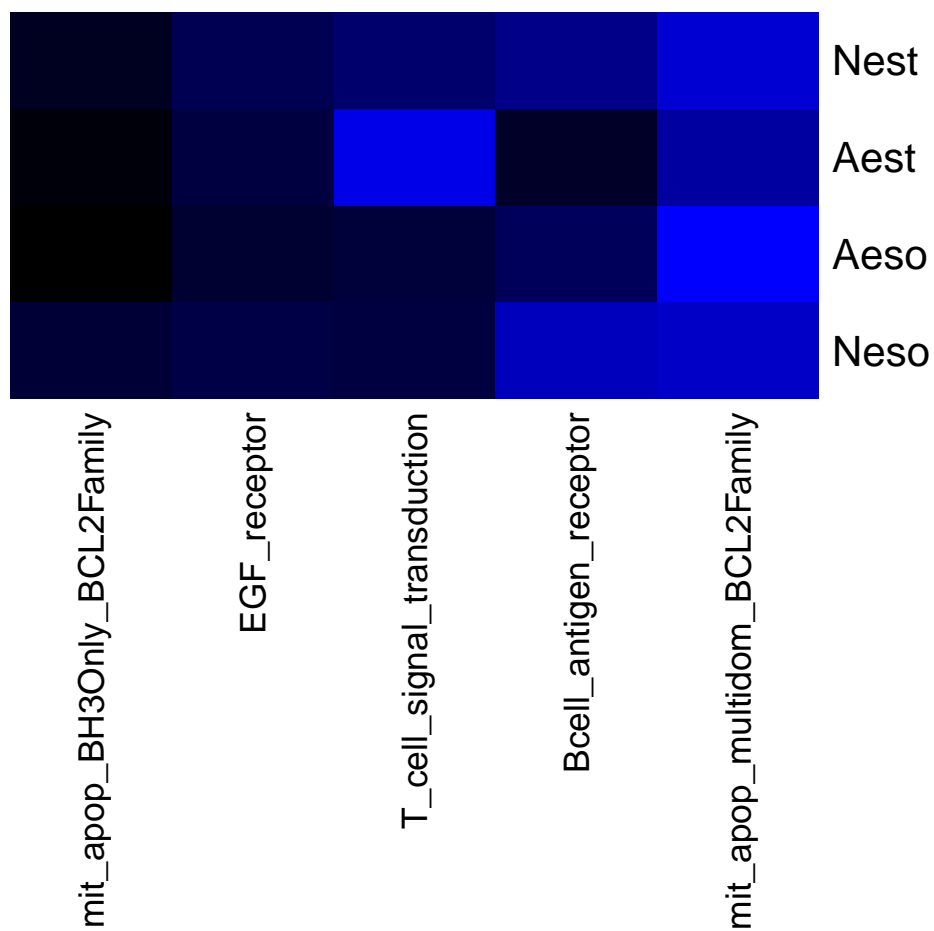 Nest
Aest
Aeso
Neso
mit_apop_BH3Only_BCL2Family
EGF_receptor
T_cell_signal_transduction
Bcell_antigen_receptor
mit_apop_multidom_BCL2Family